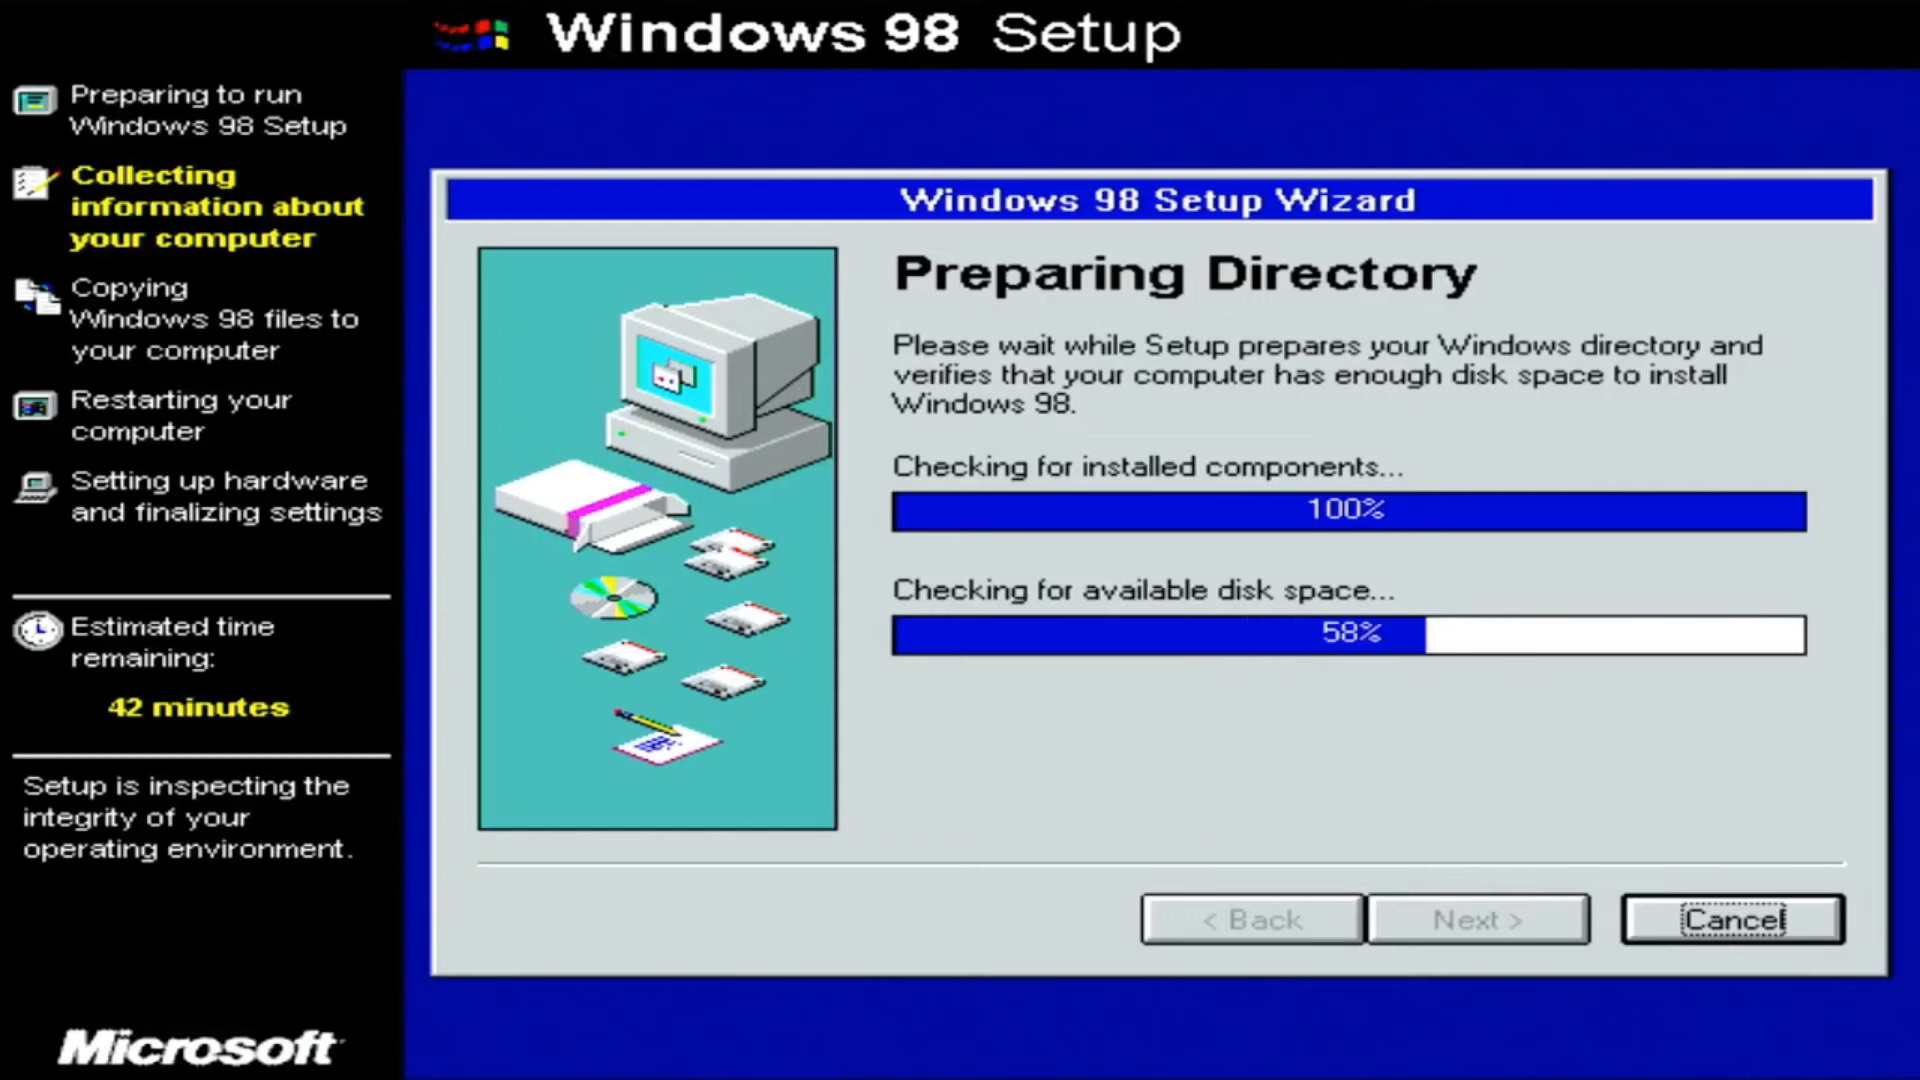 Windows 98 Setup
Preparing to run
Windows 98 Setup
Collecting
information about
your computer
Copying
Windows 98 files to
your computer
Restarting your
computer
Setting up hardware
and finalizing settings
Estimated time
remaining:
42 minutes
Setup is inspecting the
integrity of your
operating environment.
Microsoft
Windows 98 Setup Wizard
Preparing Directory
Please wait while Setup prepares your Windows directory and
verifies that your computer has enough disk space to install
Windows 98.
Checking for installed components...
100%
Checking for available disk space...
58%
< Back
Next >
Cancel